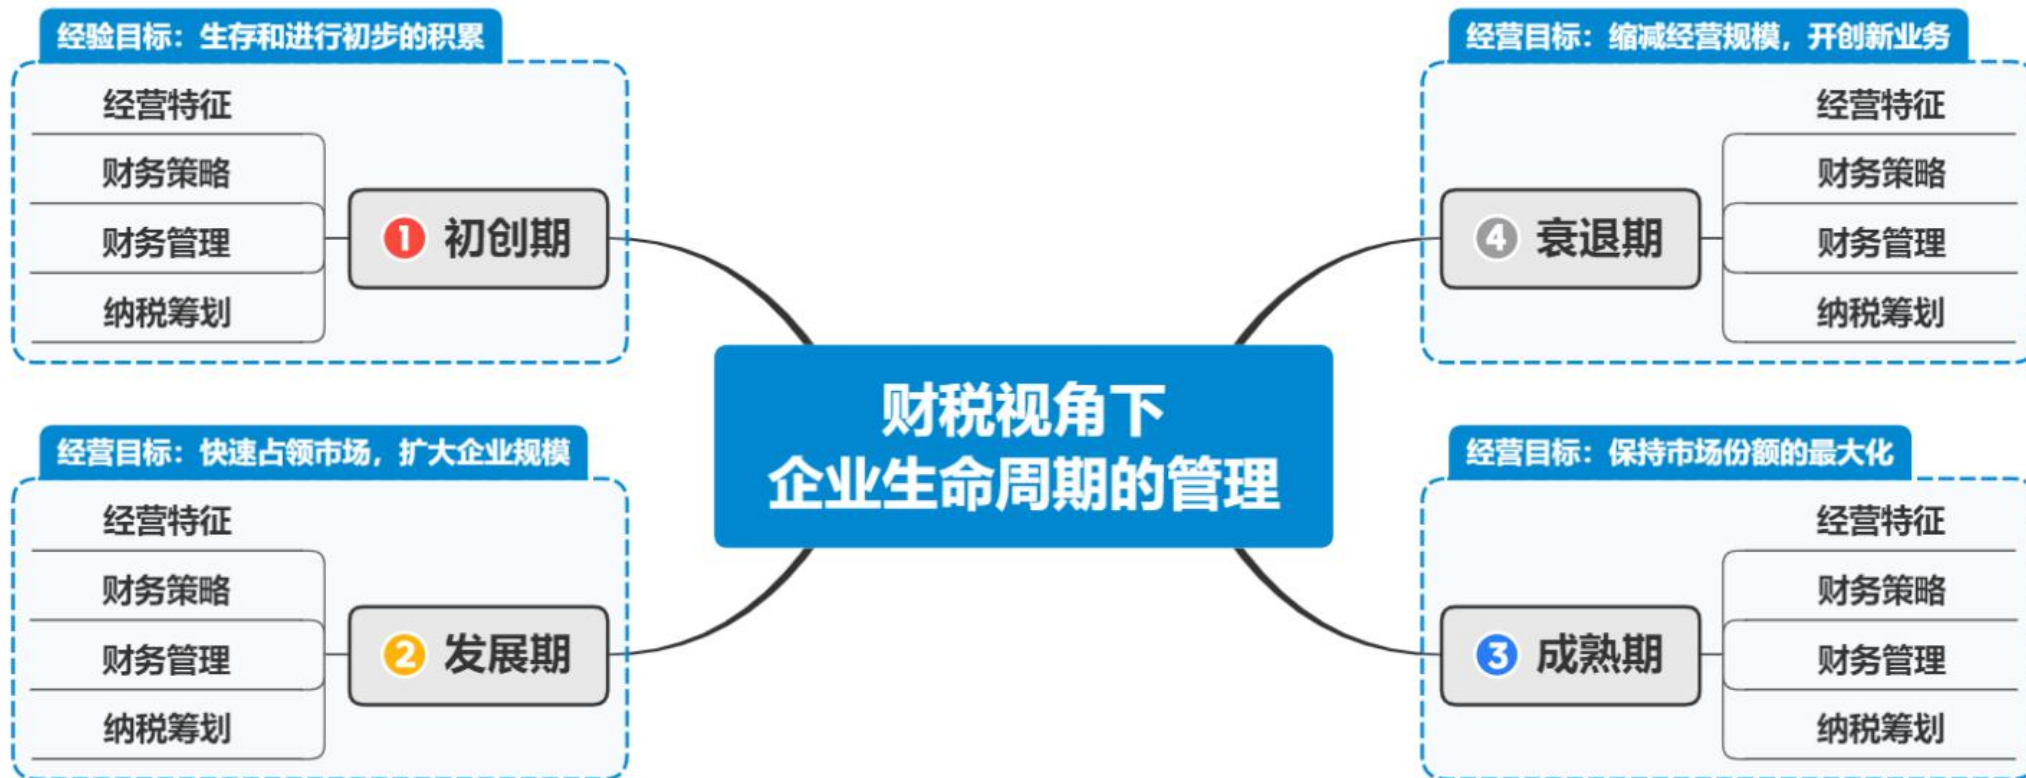 经验目标：生存和进行初步的积累
经营特征
财务策略
财务管理
纳税筹划
1 初创期
经营目标：快速占领市场，扩大企业规模
经营特征
财务策略
财务管理
纳税筹划
2 发展期
财税视角下
企业生命周期的管理
经营目标：缩减经营规模，开创新业务
4 衰退期
经营特征
财务策略
财务管理
纳税筹划
经营目标：保持市场份额的最大化
3 成熟期
经营特征
财务策略
财务管理
纳税筹划